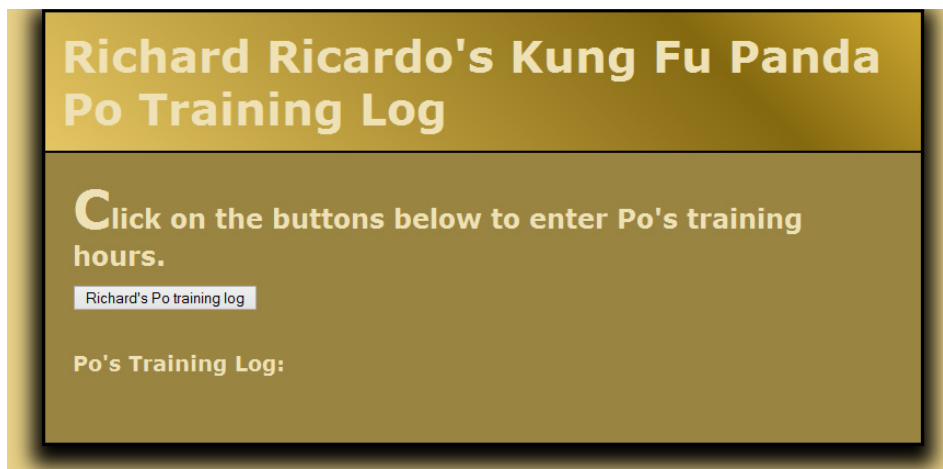 Richard Ricardo's Kung Fu Panda
Po Training Log
Click on the buttons below to enter Po's training
hours.
Richard's Po training log
Po's Training Log: